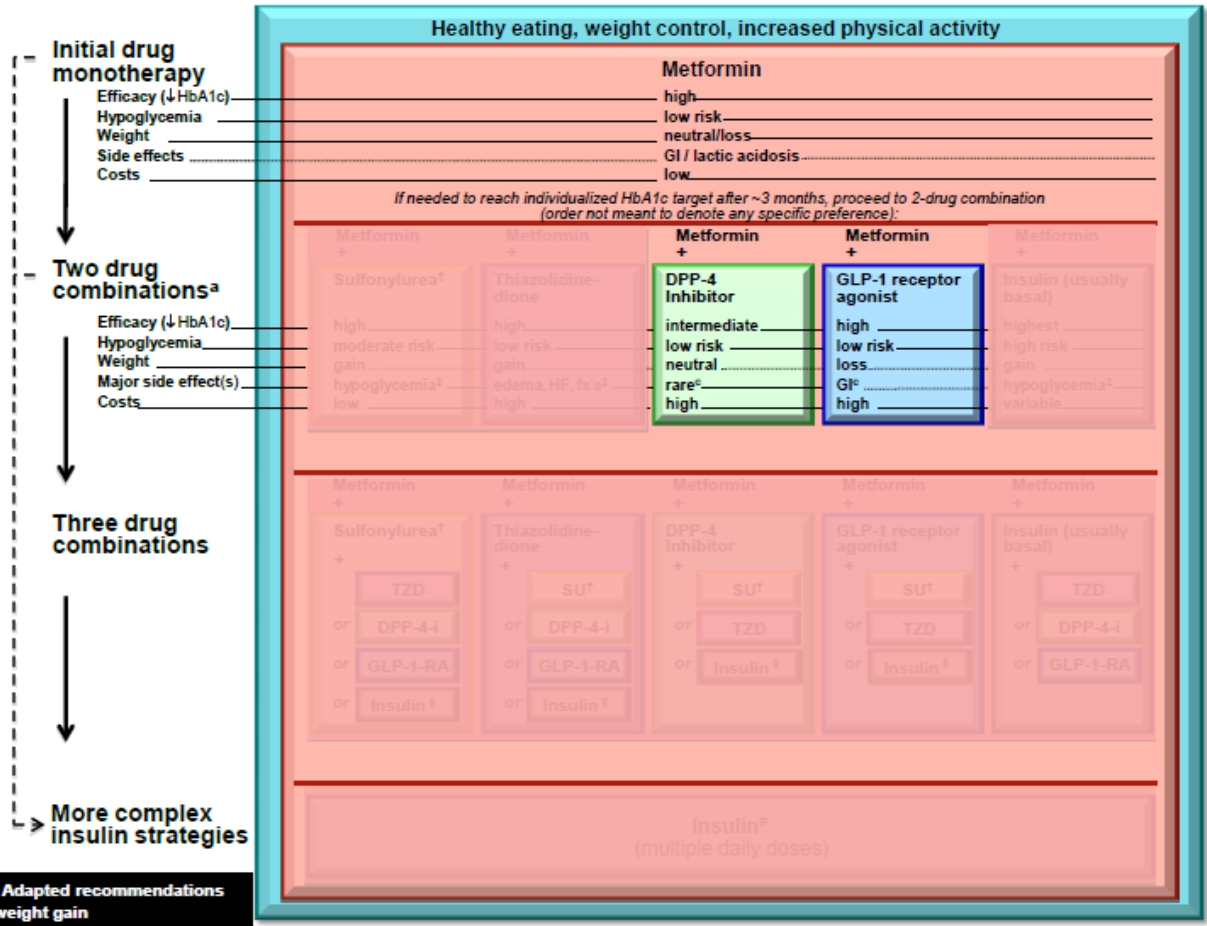 Healthy eating, weight control, increased physical activity
Initial drug
monotherapy
Metformin
Efficacy (↓HbA1c) high
Hypoglycemia low risk
Weight neutral/loss
Side effects GI / lactic acidosis
Costs low
If needed to reach individualized HbA1c target after ~3 months, proceed to 2-drug combination
(order not meant to denote any specific preference):
Metformin Metformin Metformin Metformin Metformin
+ + + + +
Two drug
combinationsª
Sulfonylurea† Thiazolidine- DPP-4 GLP-1 receptor Insulin (usually
dione Inhibitor agonist basal)
Efficacy (↓HbA1c) high high intermediate high highest
Hypoglycemia moderate risk low risk low risk low risk high risk
Weight gain gain neutral loss gain
Major side effect(s) hypoglycemia‡ edema, HF, fx's‡ rareᶜ GIᶜ hypoglycemia‡
Costs low high high high variable
Metformin Metformin Metformin Metformin Metformin
+ + + + +
Three drug
combinations
Sulfonylurea† Thiazolidine- DPP-4 GLP-1 receptor Insulin (usually
dione Inhibitor agonist basal)
+ + + + +
TZD SU† SU† SU† TZD
or DPP-4-i or DPP-4-i or TZD or TZD or DPP-4-i
or GLP-1-RA or GLP-1-RA or Insulin§ or Insulin§ or GLP-1-RA
or Insulin§ or Insulin§
More complex
insulin strategies
Insulin#
(multiple daily doses)
Adapted recommendations
weight gain